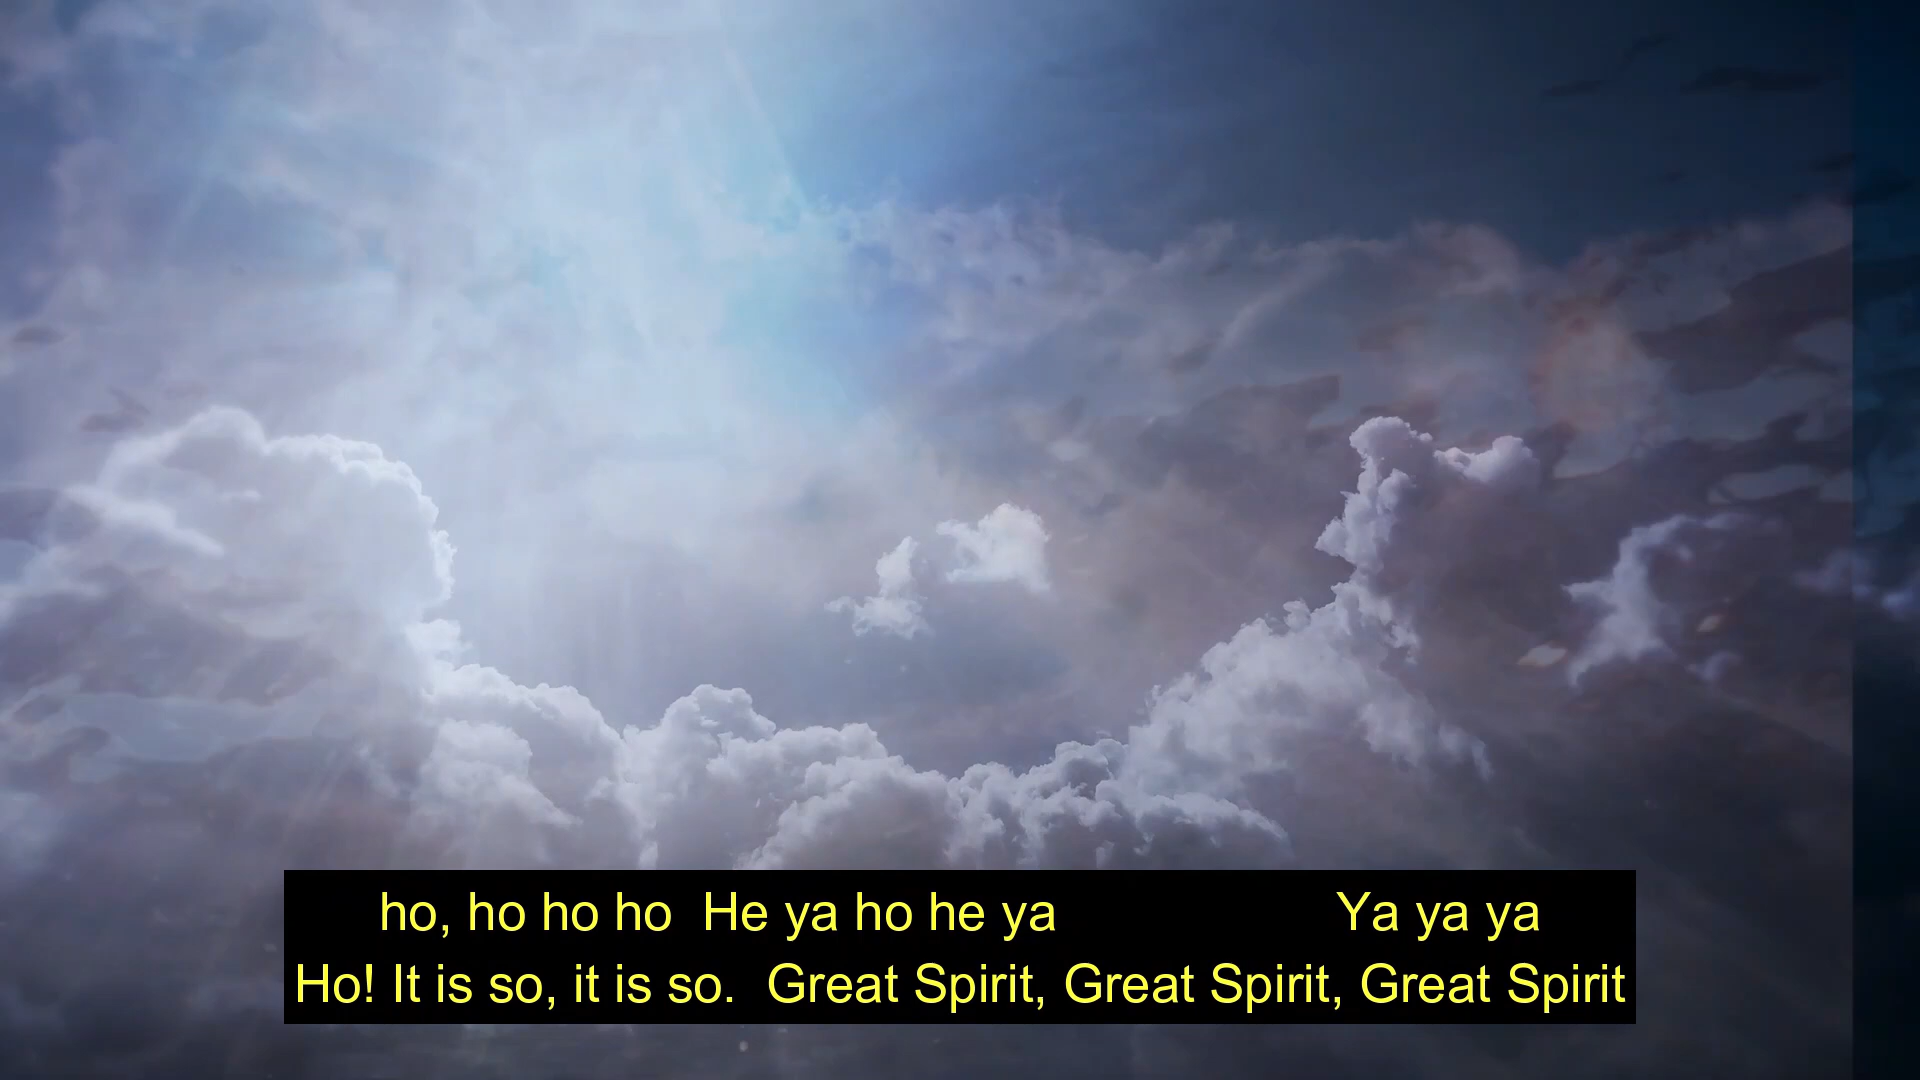 ho, ho ho ho  He ya ho he ya                  Ya ya ya
Ho! It is so, it is so.  Great Spirit, Great Spirit, Great Spirit